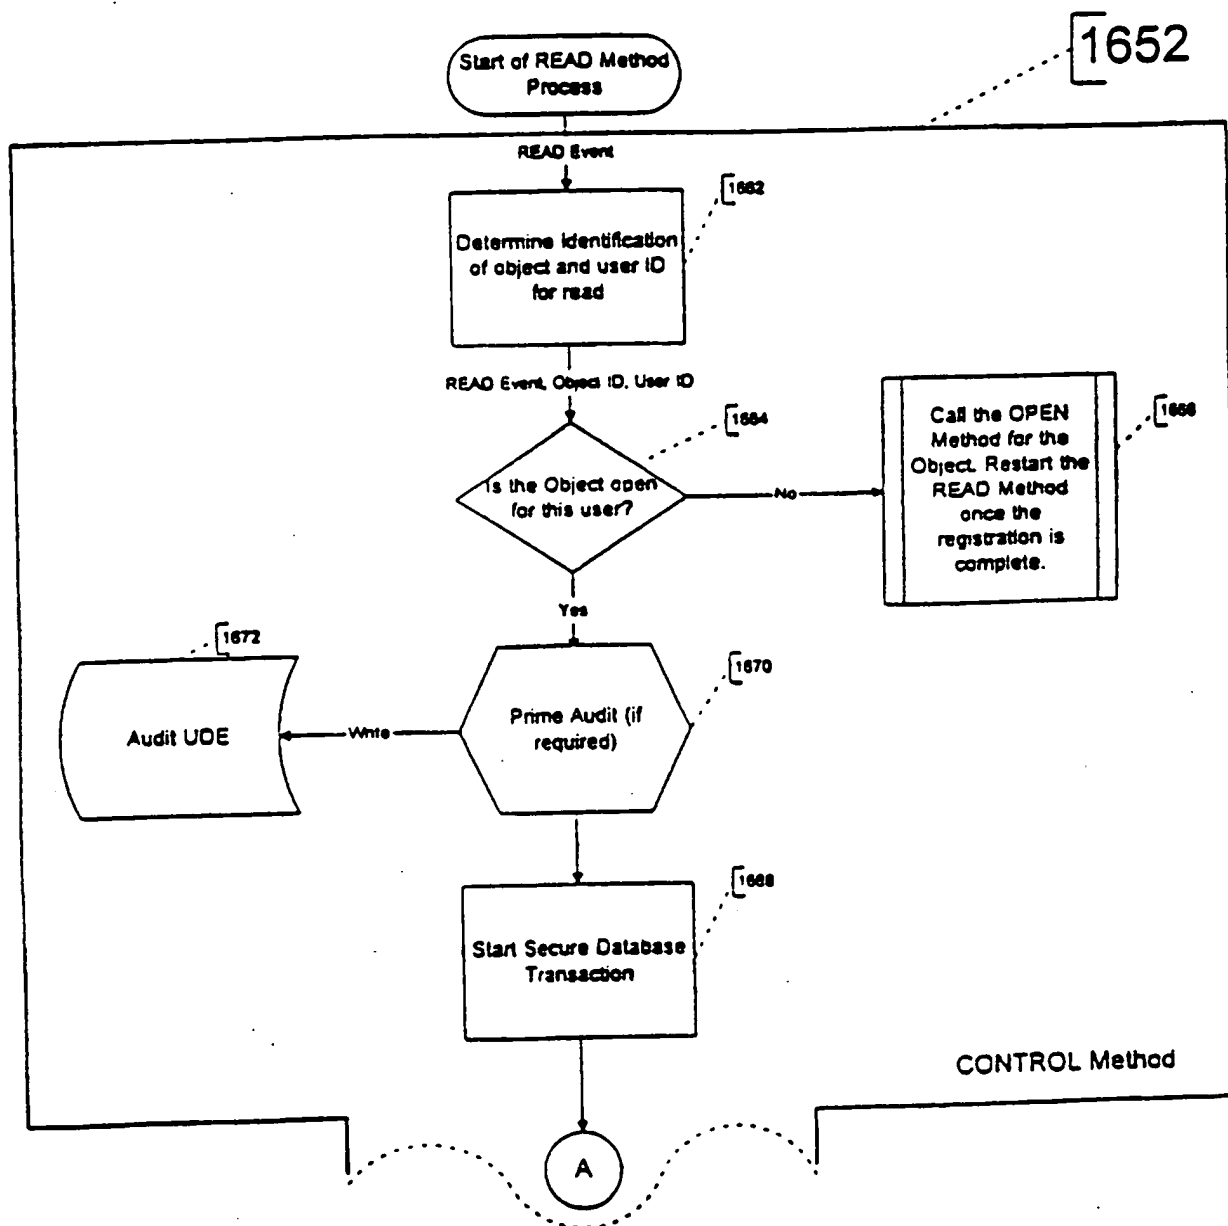 1652
Start of READ Method
Process
READ Event
1662
Determine Identification
of object and user ID
for read
READ Event, Object ID, User ID
1664
Is the Object open
for this user?
No
Call the OPEN
Method for the
Object. Restart the
READ Method
once the
registration is
complete.
1666
Yes
1672
Audit UDE
Write
Prime Audit (if
required)
1670
1668
Start Secure Database
Transaction
CONTROL Method
A